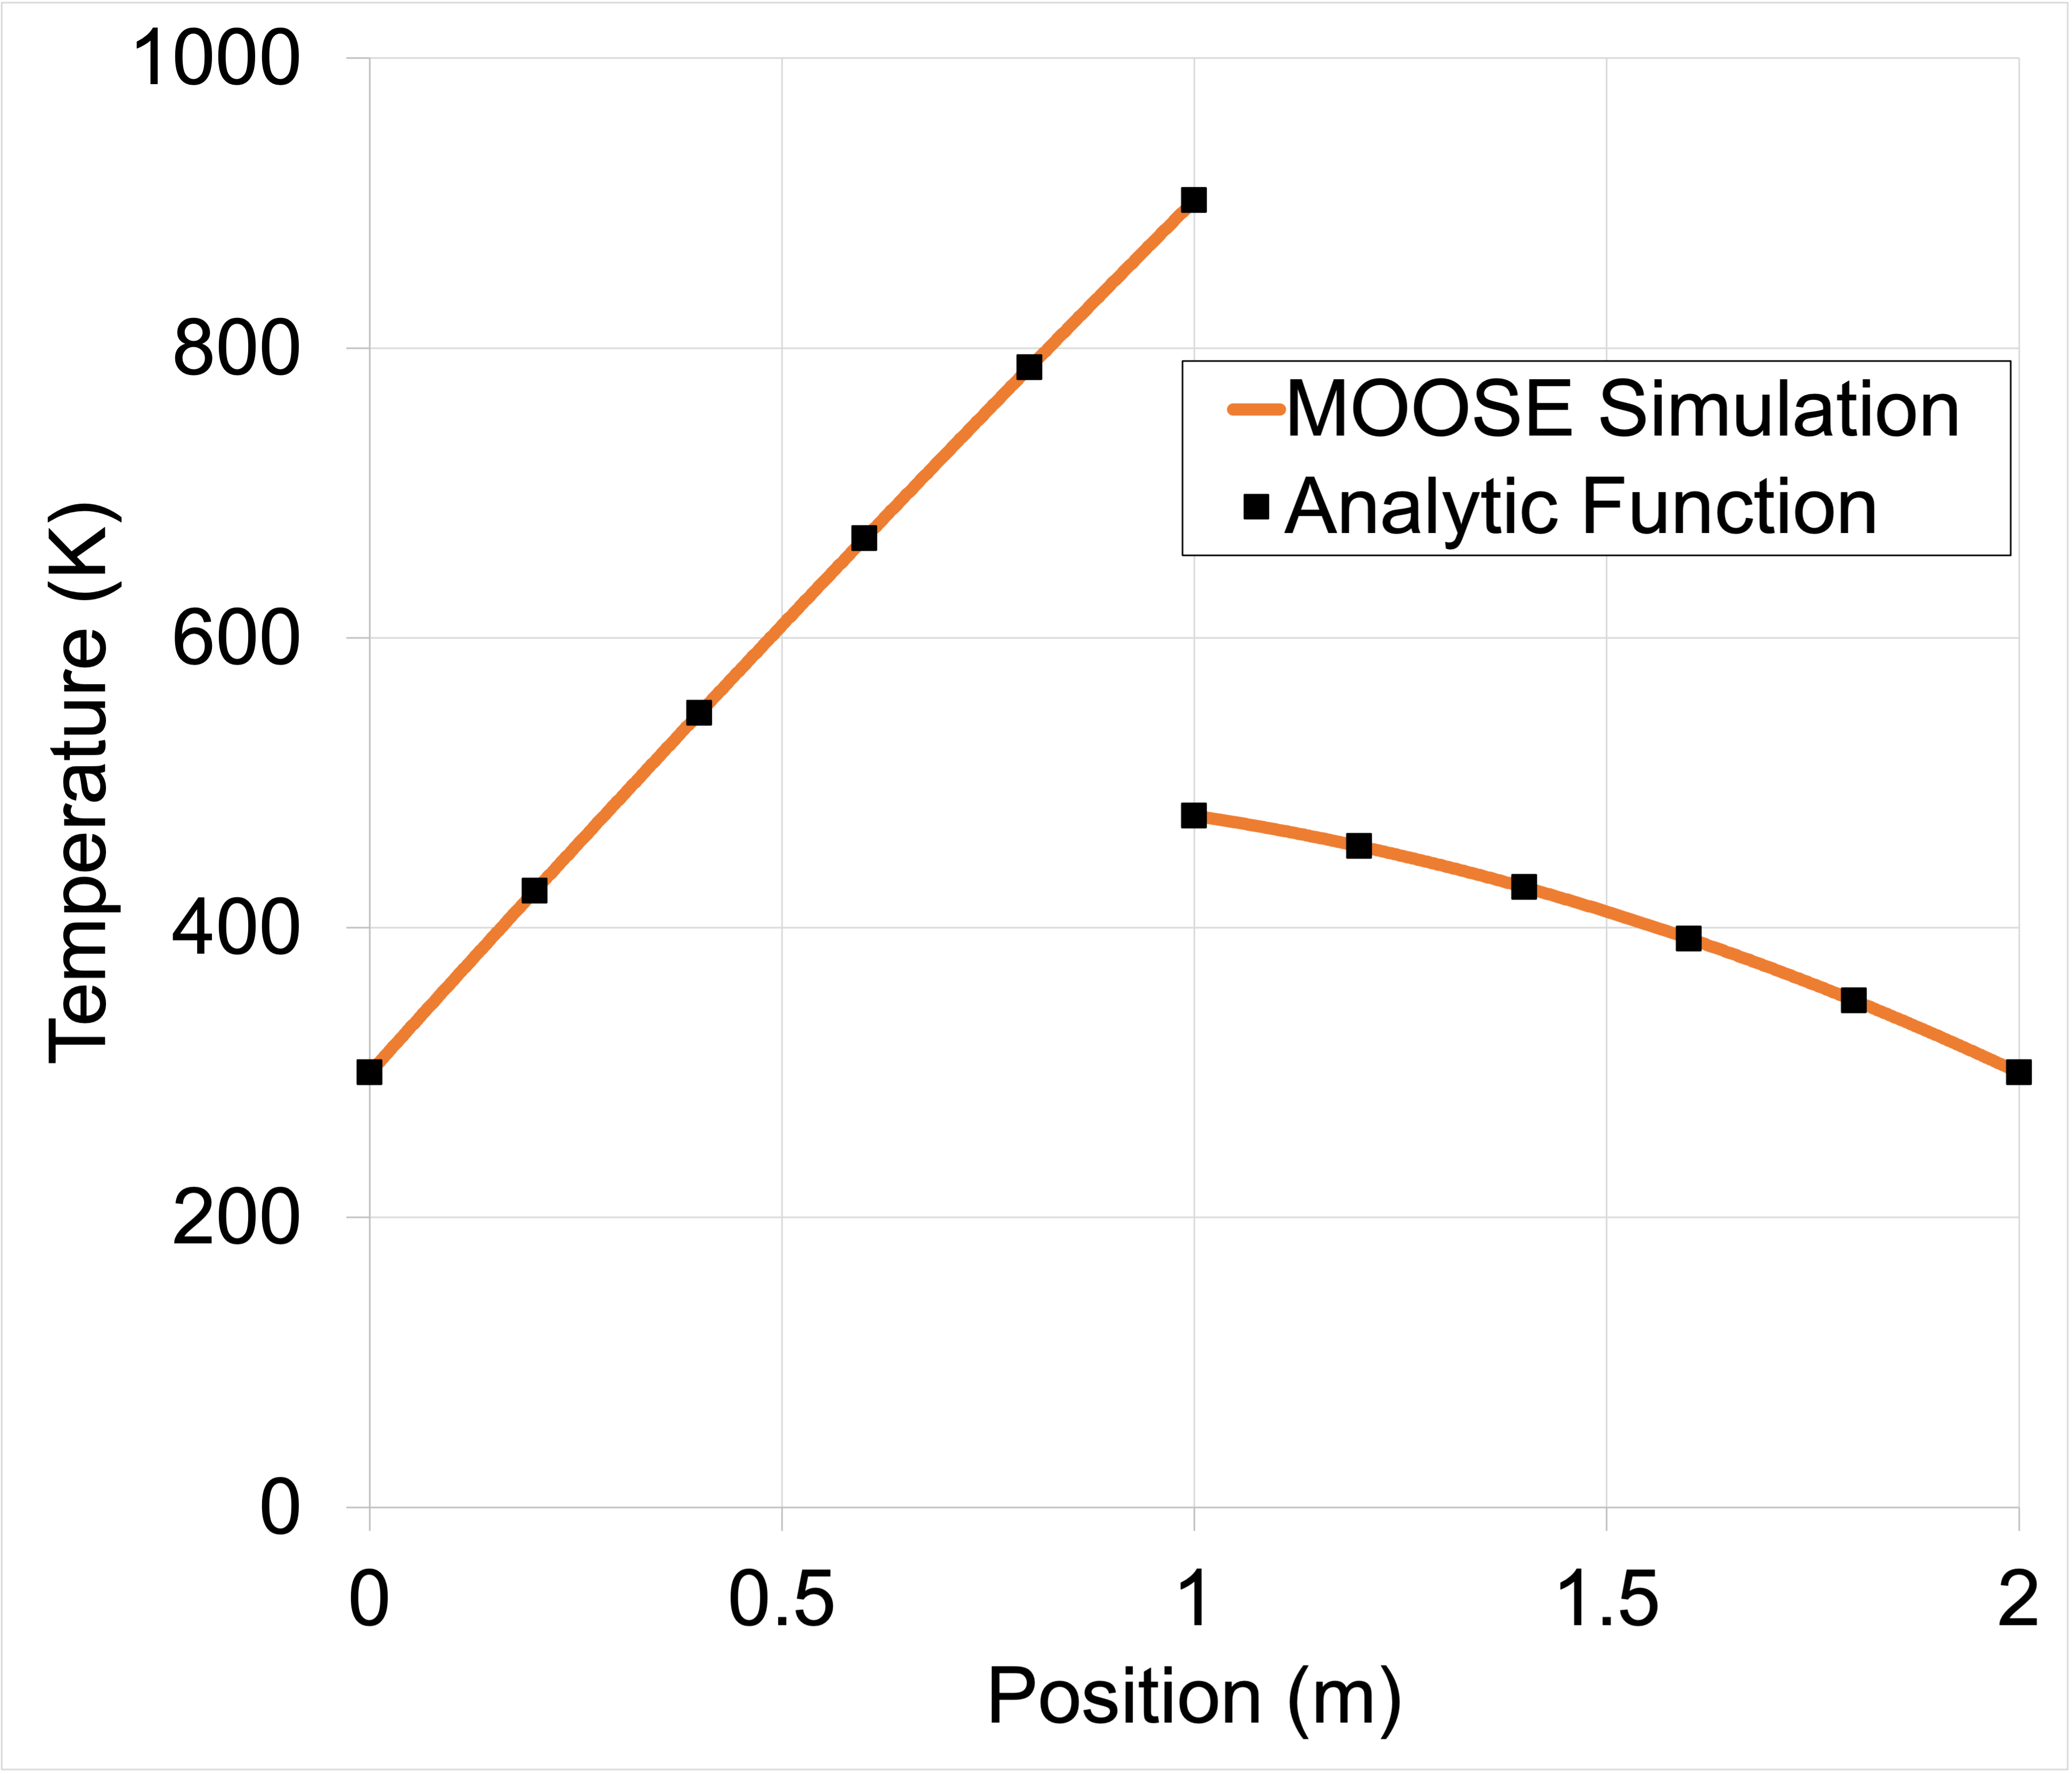 1000
800
600
400
200
0
Temperature (K)
MOOSE Simulation
Analytic Function
0 0.5 1 1.5 2
Position (m)